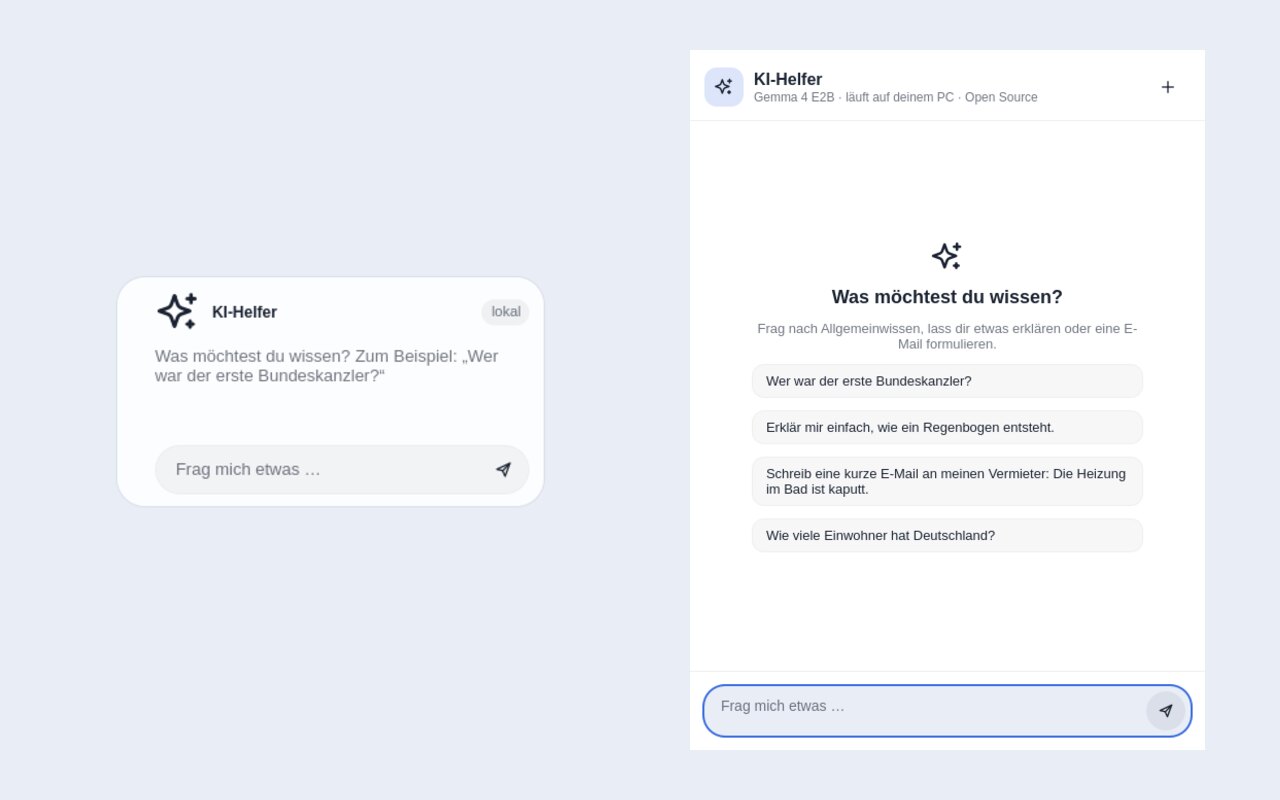 KI-Helfer
lokal
Was möchtest du wissen? Zum Beispiel: „Wer
war der erste Bundeskanzler?“
Frag mich etwas …
KI-Helfer
Gemma 4 E2B · läuft auf deinem PC · Open Source
Was möchtest du wissen?
Frag nach Allgemeinwissen, lass dir etwas erklären oder eine E-
Mail formulieren.
Wer war der erste Bundeskanzler?
Erklär mir einfach, wie ein Regenbogen entsteht.
Schreib eine kurze E-Mail an meinen Vermieter: Die Heizung
im Bad ist kaputt.
Wie viele Einwohner hat Deutschland?
Frag mich etwas …